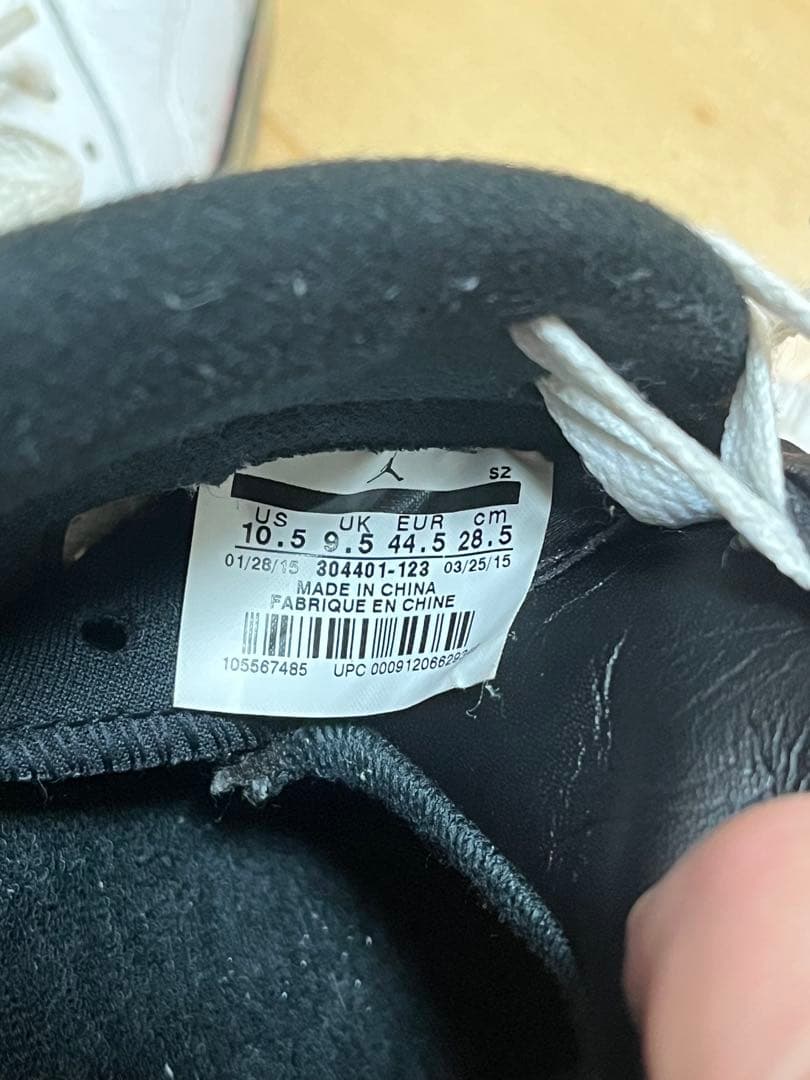 S2
US UK EUR cm
10.5 9.5 44.5 28.5
01/28/15 304401-123 03/25/15
MADE IN CHINA
FABRIQUE EN CHINE
105567485 UPC